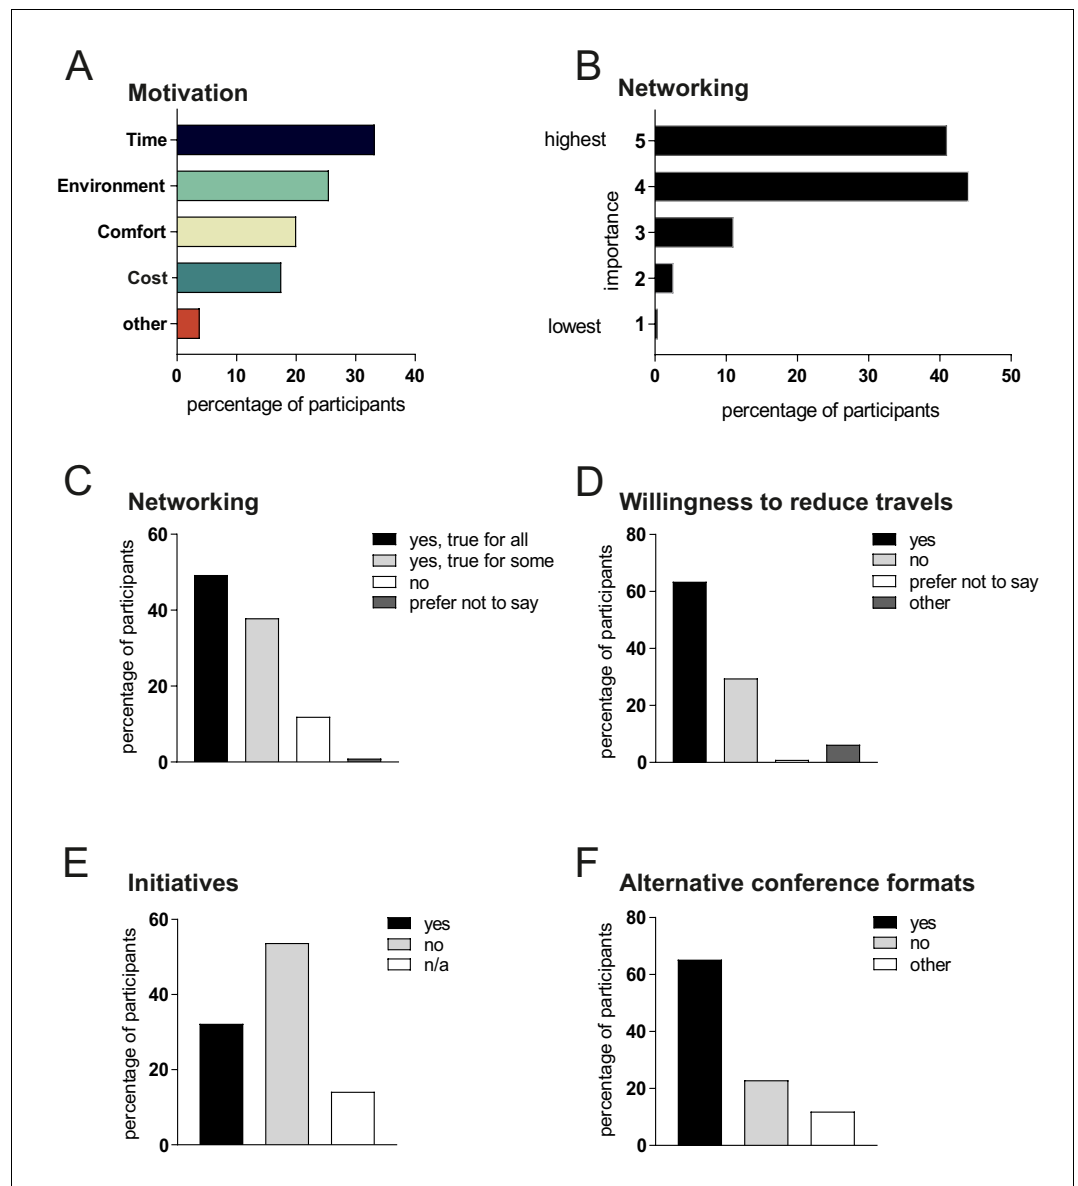 A
Motivation
Time
Environment
Comfort
Cost
other
0 10 20 30 40
percentage of participants
B
Networking
highest
importance
lowest
5
4
3
2
1
0 10 20 30 40 50
percentage of participants
C
Networking
percentage of participants
60
40
20
0
yes, true for all
yes, true for some
no
prefer not to say
D
Willingness to reduce travels
percentage of participants
80
60
40
20
0
yes
no
prefer not to say
other
E
Initiatives
percentage of participants
60
40
20
0
yes
no
n/a
F
Alternative conference formats
percentage of participants
80
60
40
20
0
yes
no
other